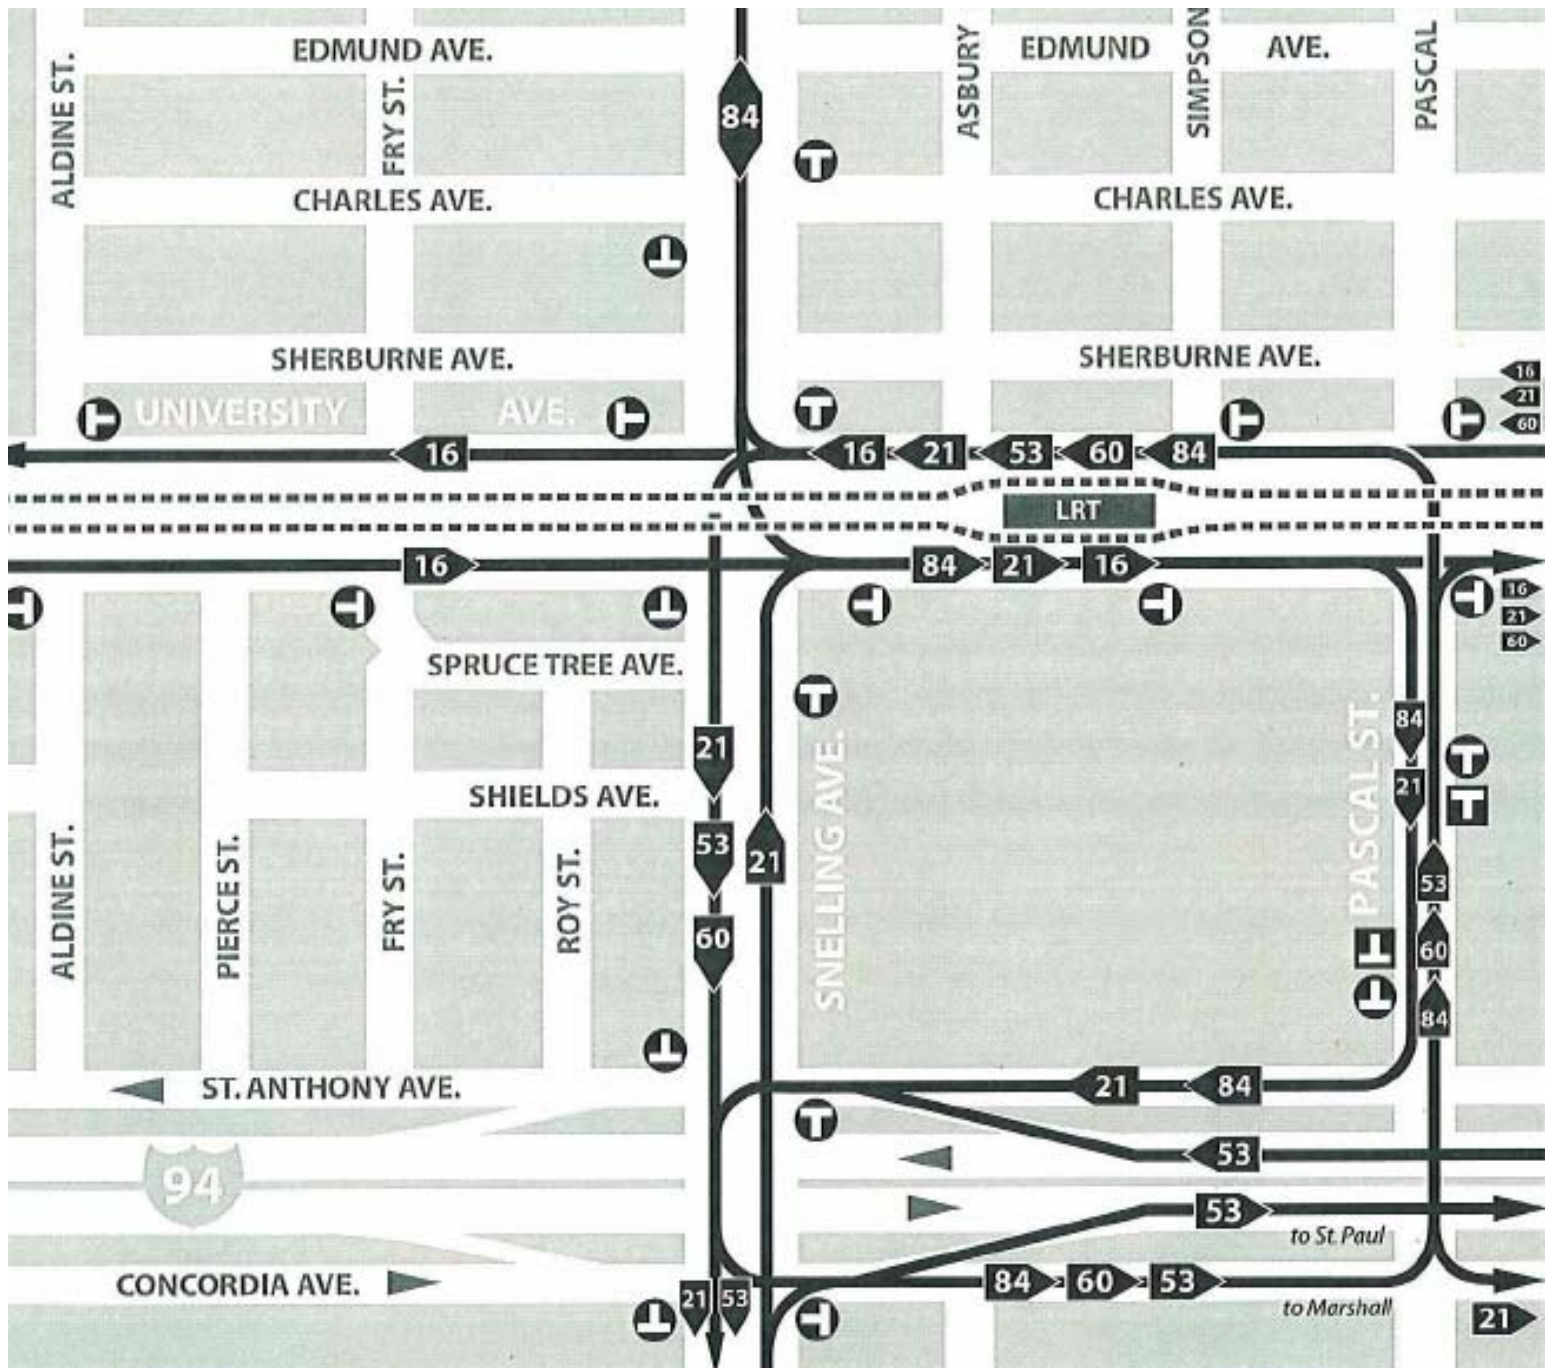 EDMUND AVE.
EDMUND
AVE.
ALDINE ST.
FRY ST.
84
ASBURY
SIMPSON
PASCAL
T
CHARLES AVE.
CHARLES AVE.
T
SHERBURNE AVE.
SHERBURNE AVE.
16
21
60
T
UNIVERSITY
AVE.
T
T
T
T
16
16
21
53
60
84
LRT
16
84
21
16
16
21
60
T
T
T
T
T
T
SPRUCE TREE AVE.
T
21
SHIELDS AVE.
53
21
60
ALDINE ST.
PIERCE ST.
FRY ST.
ROY ST.
SNELLING AVE.
PASCAL ST.
84
21
T
T
53
60
84
T
T
T
ST. ANTHONY AVE.
21
84
T
53
94
53
to St. Paul
CONCORDIA AVE.
84
60
53
to Marshall
T
21
53
T
21